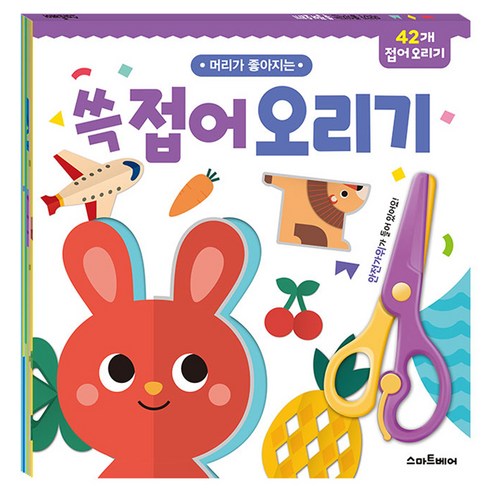 42개
접어 오리기
머리가 좋아지는
쓱 접어 오리기
안전가위가 들어 있어요!
스마트베어